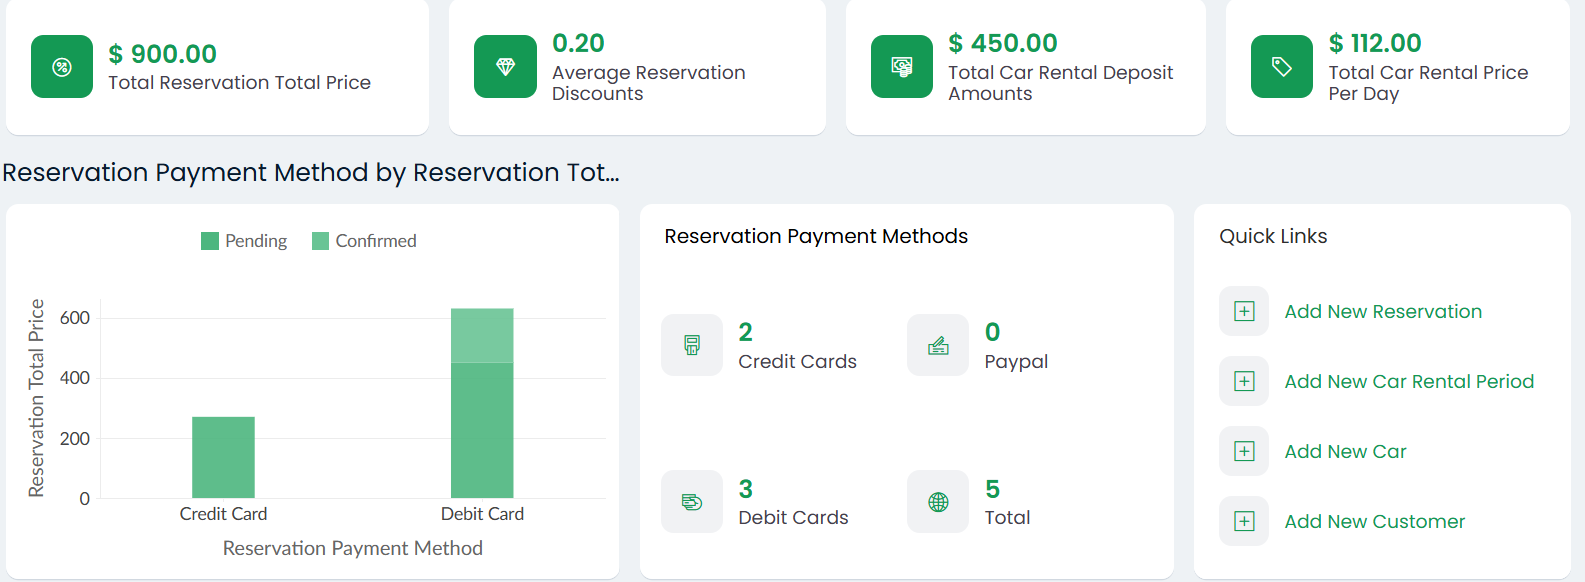 $ 900.00
Total Reservation Total Price
0.20
Average Reservation
Discounts
$ 450.00
Total Car Rental Deposit
Amounts
$ 112.00
Total Car Rental Price
Per Day
Reservation Payment Method by Reservation Tot...
Pending
Confirmed
Reservation Total Price
600
400
200
0
Credit Card
Debit Card
Reservation Payment Method
Reservation Payment Methods
2
Credit Cards
0
Paypal
3
Debit Cards
5
Total
Quick Links
Add New Reservation
Add New Car Rental Period
Add New Car
Add New Customer